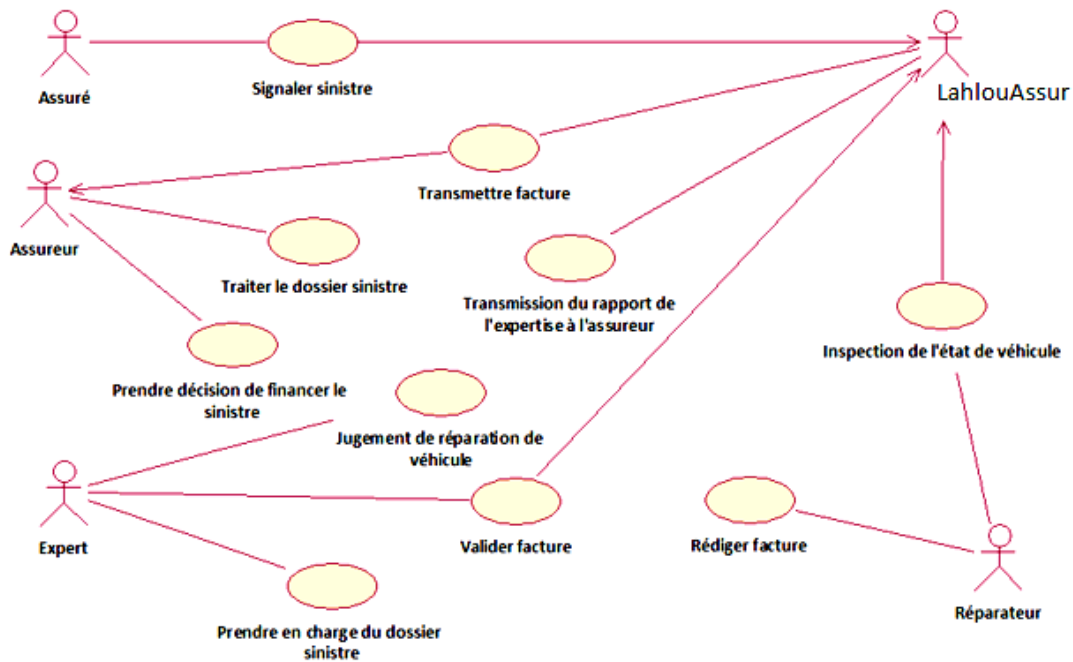 Assuré
Signaler sinistre
LahlouAssur
Transmettre facture
Assureur
Traiter le dossier sinistre
Transmission du rapport de
l'expertise à l'assureur
Inspection de l'état de véhicule
Prendre décision de financer le
sinistre
Jugement de réparation de
véhicule
Expert
Valider facture
Rédiger facture
Réparateur
Prendre en charge du dossier
sinistre